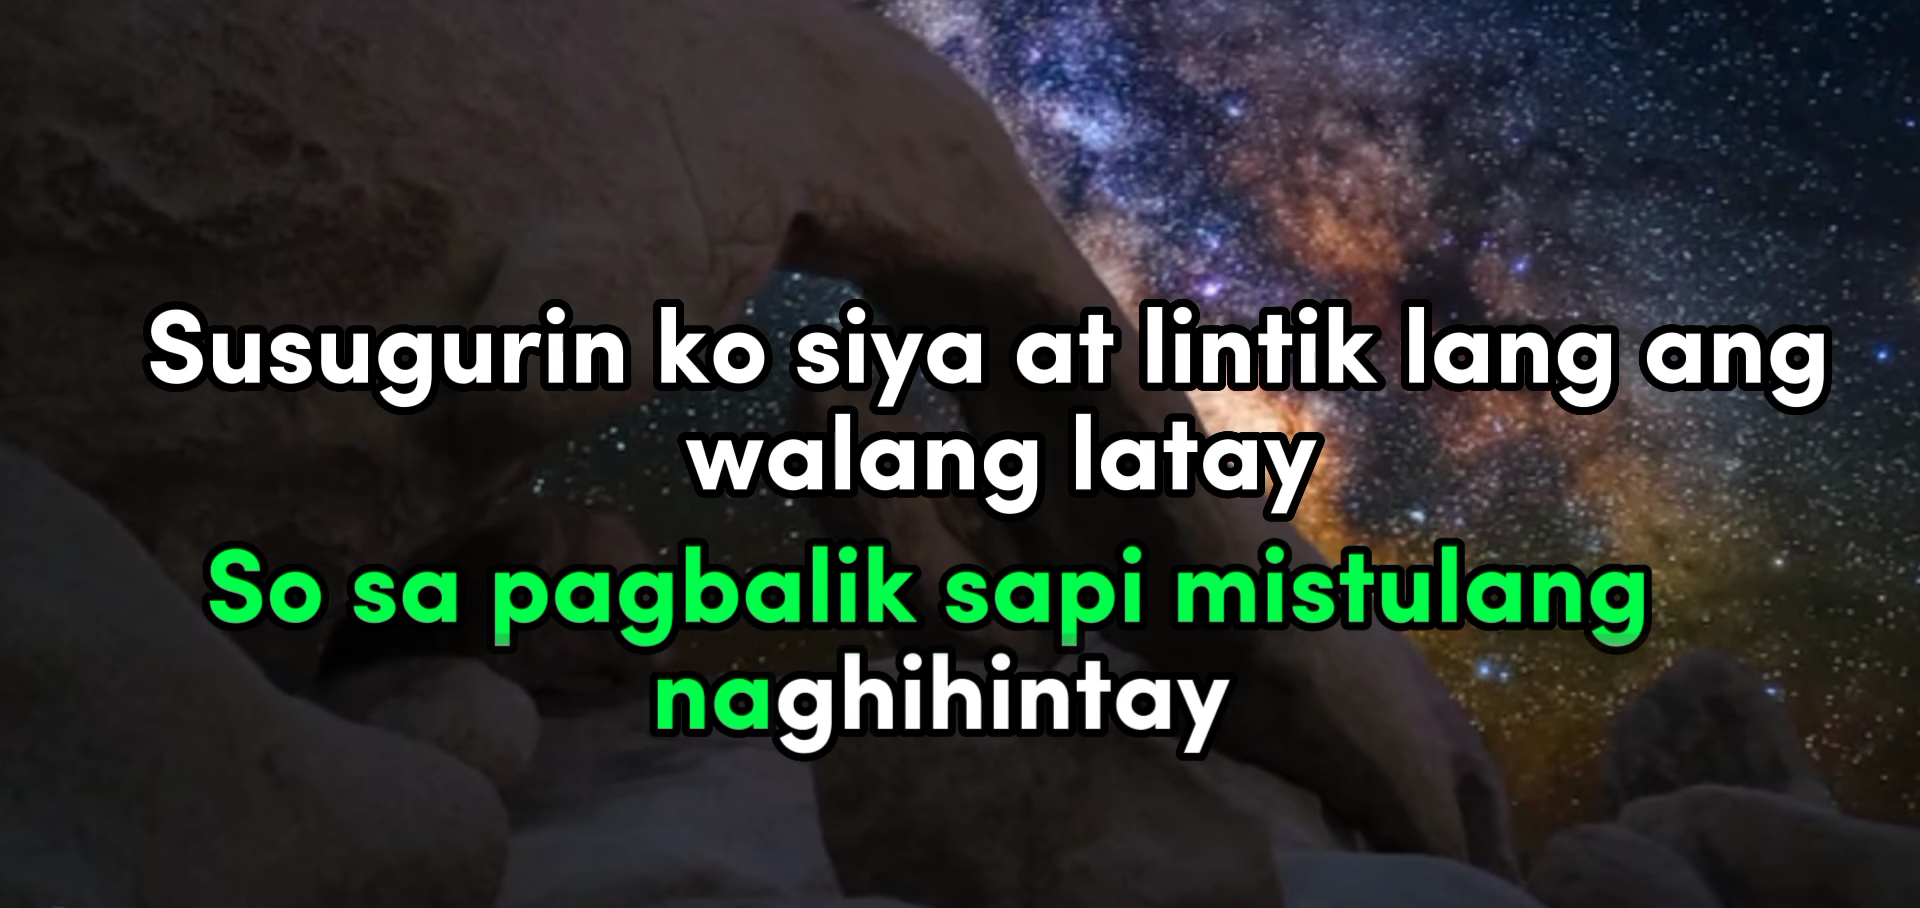 Susugurin ko siya at lintik lang ang
walang latay
So sa pagbalik sapi mistulang
naghihintay